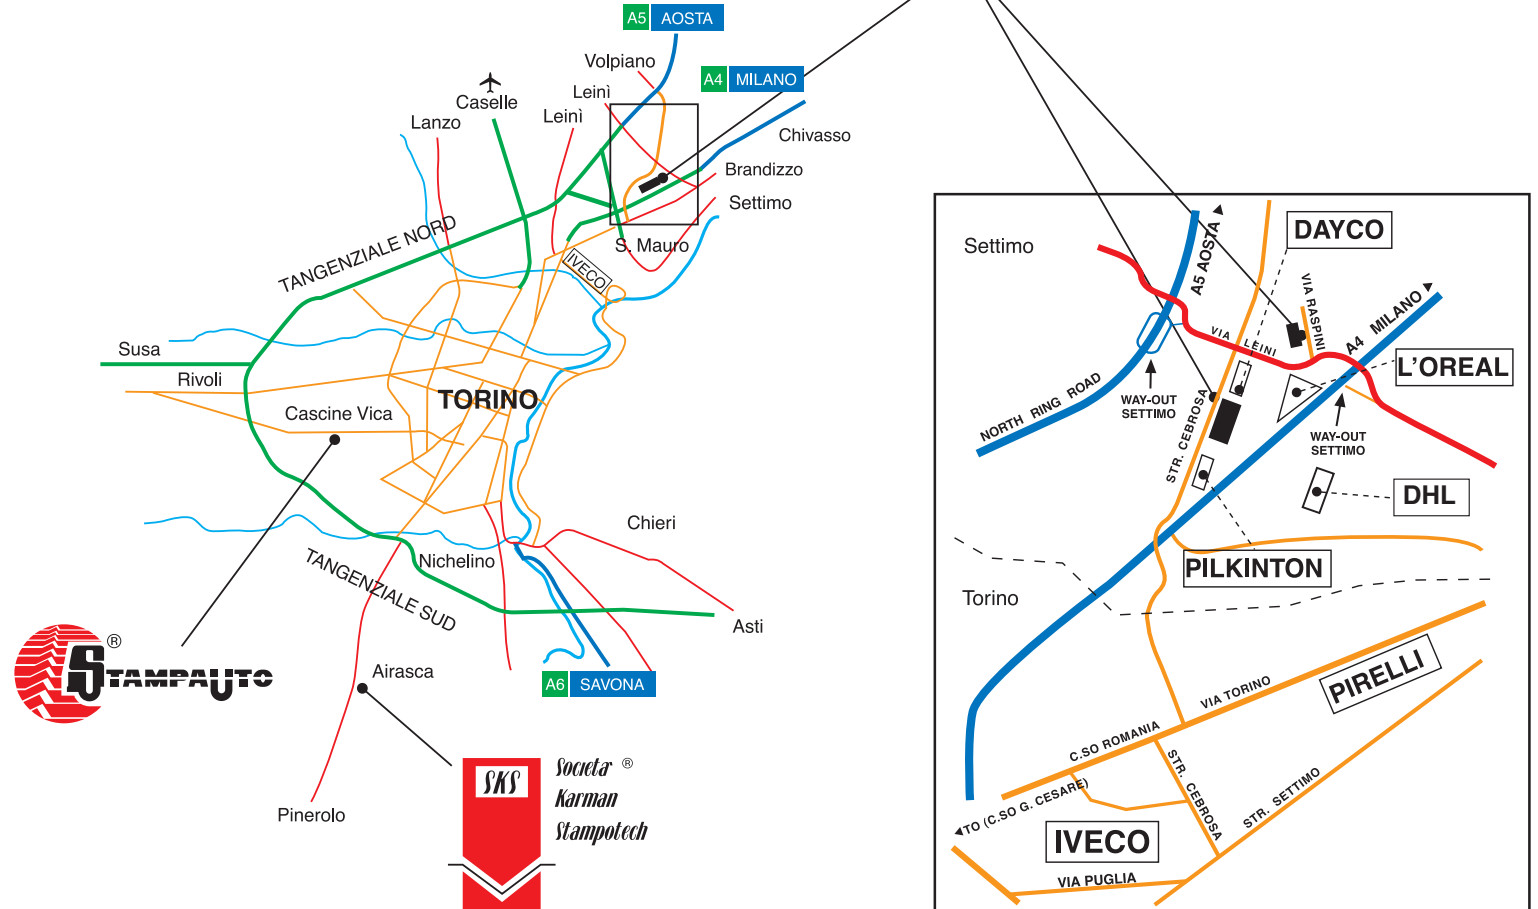 A5 AOSTA
Volpiano
A4 MILANO
Leinì
Caselle
Lanzo
Leinì
Chivasso
Brandizzo
Settimo
TANGENZIALE NORD
S. Mauro
IVECO
Susa
Rivoli
TORINO
Cascine Vica
Chieri
Nichelino
TANGENZIALE SUD
Asti
STAMPAUTO ®
Airasca
A6 SAVONA
Pinerolo
SKS
Societa' ®
Karman
Stampotech
Settimo
A5 AOSTA
DAYCO
VIA RASPINI
A4 MILANO
VIA LEINI
L'OREAL
NORTH RING ROAD
WAY-OUT
SETTIMO
STR. CEBROSA
WAY-OUT
SETTIMO
DHL
PILKINTON
Torino
PIRELLI
VIA TORINO
C.SO ROMANIA
STR. CEBROSA
STR. SETTIMO
TO (C.SO G. CESARE)
IVECO
VIA PUGLIA